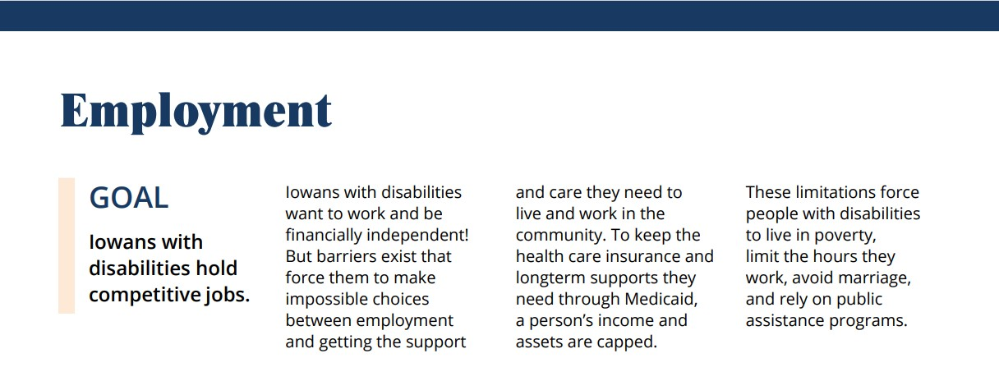 Employment
GOAL
Iowans with
disabilities hold
competitive jobs.
Iowans with disabilities
want to work and be
financially independent!
But barriers exist that
force them to make
impossible choices
between employment
and getting the support
and care they need to
live and work in the
community. To keep the
health care insurance and
longterm supports they
need through Medicaid,
a person’s income and
assets are capped.
These limitations force
people with disabilities
to live in poverty,
limit the hours they
work, avoid marriage,
and rely on public
assistance programs.